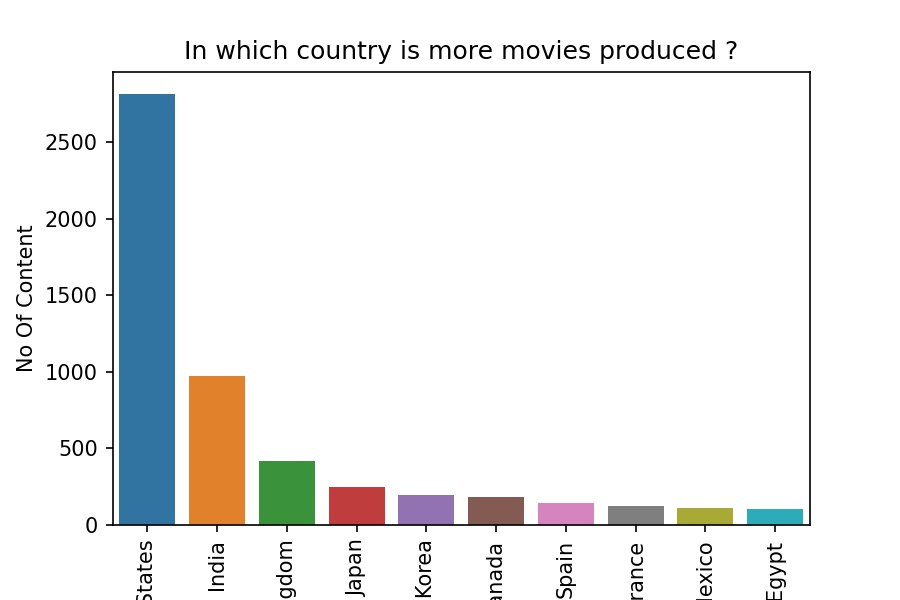 In which country is more movies produced ?
No Of Content
2500
2000
1500
1000
500
0
States
India
gdom
Japan
Korea
anada
Spain
rance
lexico
Egypt